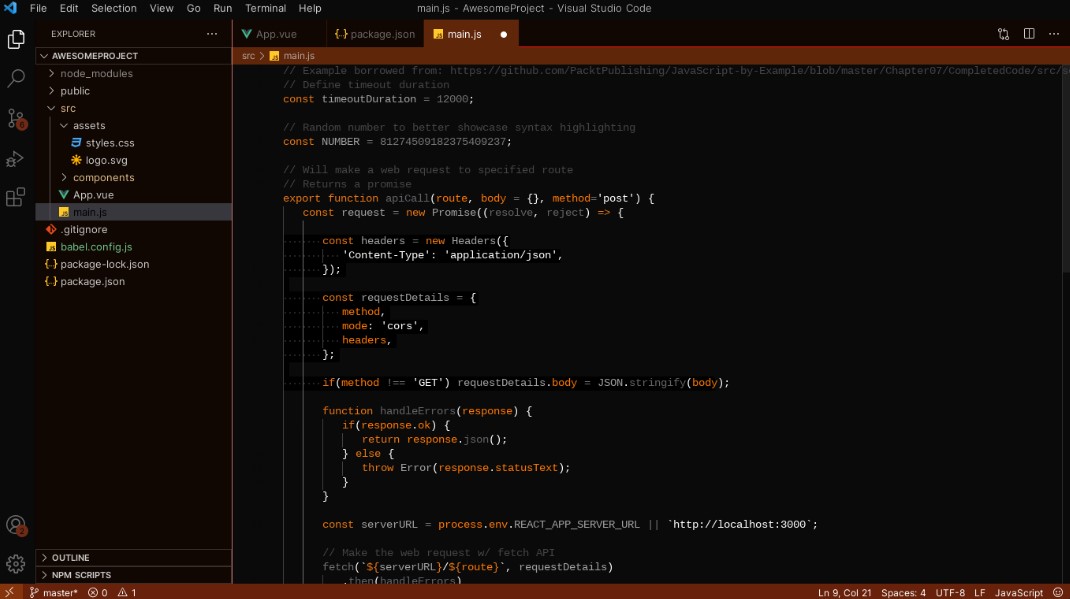 File Edit Selection View Go Run Terminal Help
main.js - AwesomeProject - Visual Studio Code
EXPLORER
AWESOMEPROJECT
node_modules
public
src
assets
styles.css
logo.svg
components
App.vue
main.js
.gitignore
babel.config.js
package-lock.json
package.json
OUTLINE
NPM SCRIPTS
App.vue
package.json
main.js
src > main.js
// Example borrowed from: https://github.com/PacktPublishing/JavaScript-by-Example/blob/master/Chapter07/CompletedCode/src/
// Define timeout duration
const timeoutDuration = 12000;
// Random number to better showcase syntax highlighting
const NUMBER = 81274509182375409237;
// Will make a web request to specified route
// Returns a promise
export function apiCall(route, body = {}, method='post') {
const request = new Promise((resolve, reject) => {
const headers = new Headers({
'Content-Type': 'application/json',
});
const requestDetails = {
method,
mode: 'cors',
headers,
};
if(method !== 'GET') requestDetails.body = JSON.stringify(body);
function handleErrors(response) {
if(response.ok) {
return response.json();
} else {
throw Error(response.statusText);
}
}
const serverURL = process.env.REACT_APP_SERVER_URL || `http://localhost:3000`;
// Make the web request w/ fetch API
fetch(`${serverURL}/${route}`, requestDetails)
.then(handleErrors)
master* 0 1
Ln 9, Col 21 Spaces: 4 UTF-8 LF JavaScript